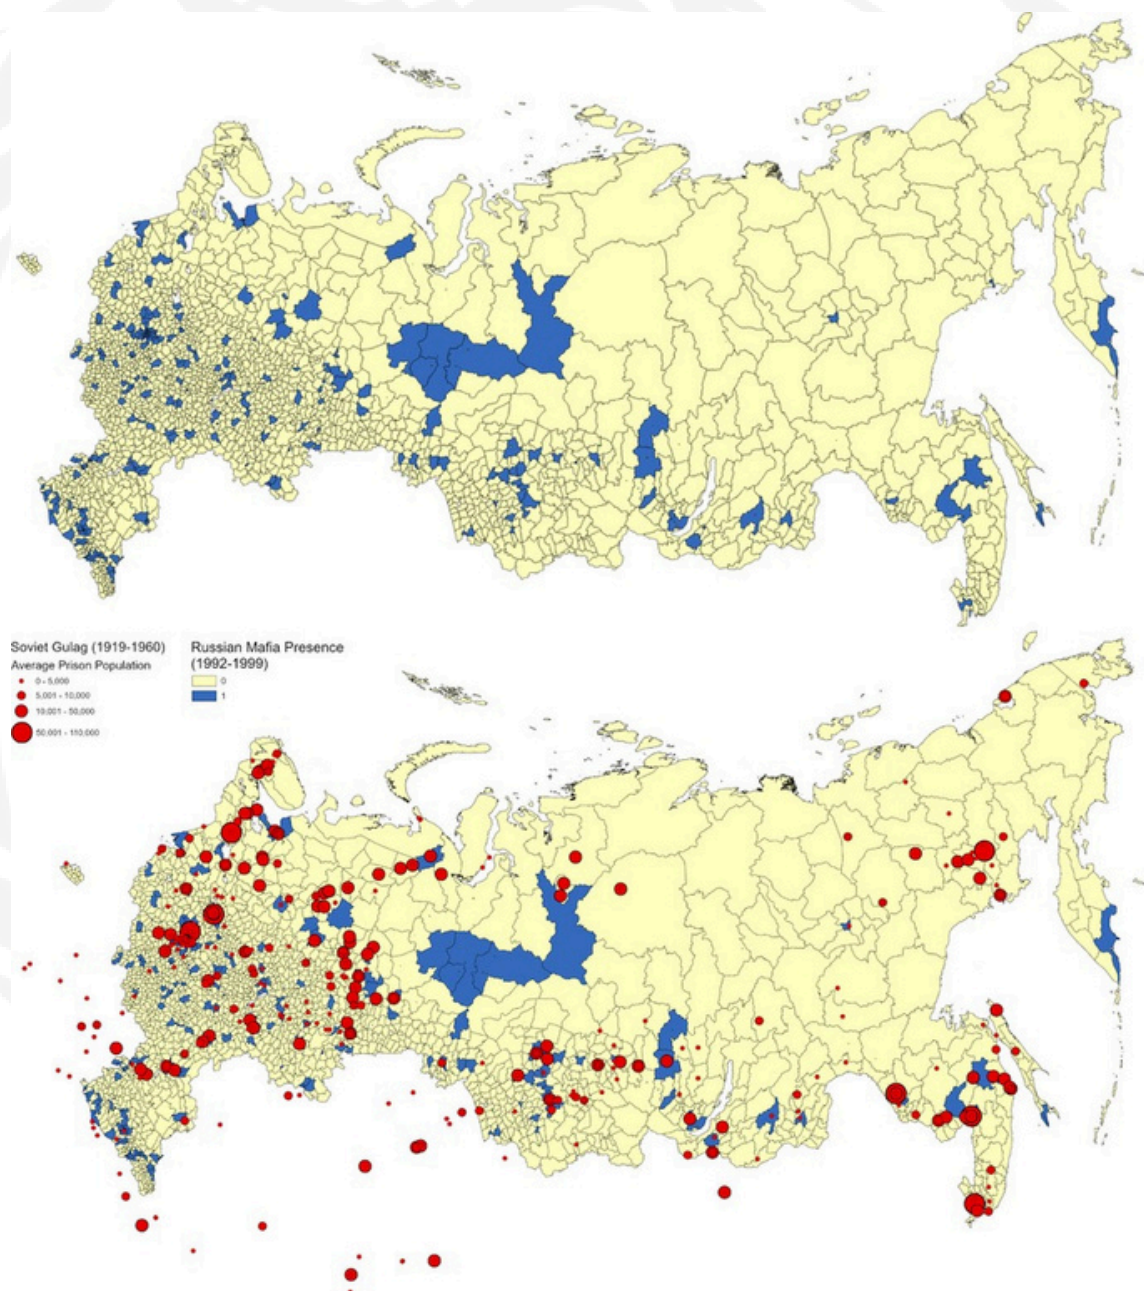 Soviet Gulag (1919-1960)
Average Prison Population
0 - 5,000
5,001 - 10,000
10,001 - 50,000
50,001 - 110,000
Russian Mafia Presence
(1992-1999)
0
1